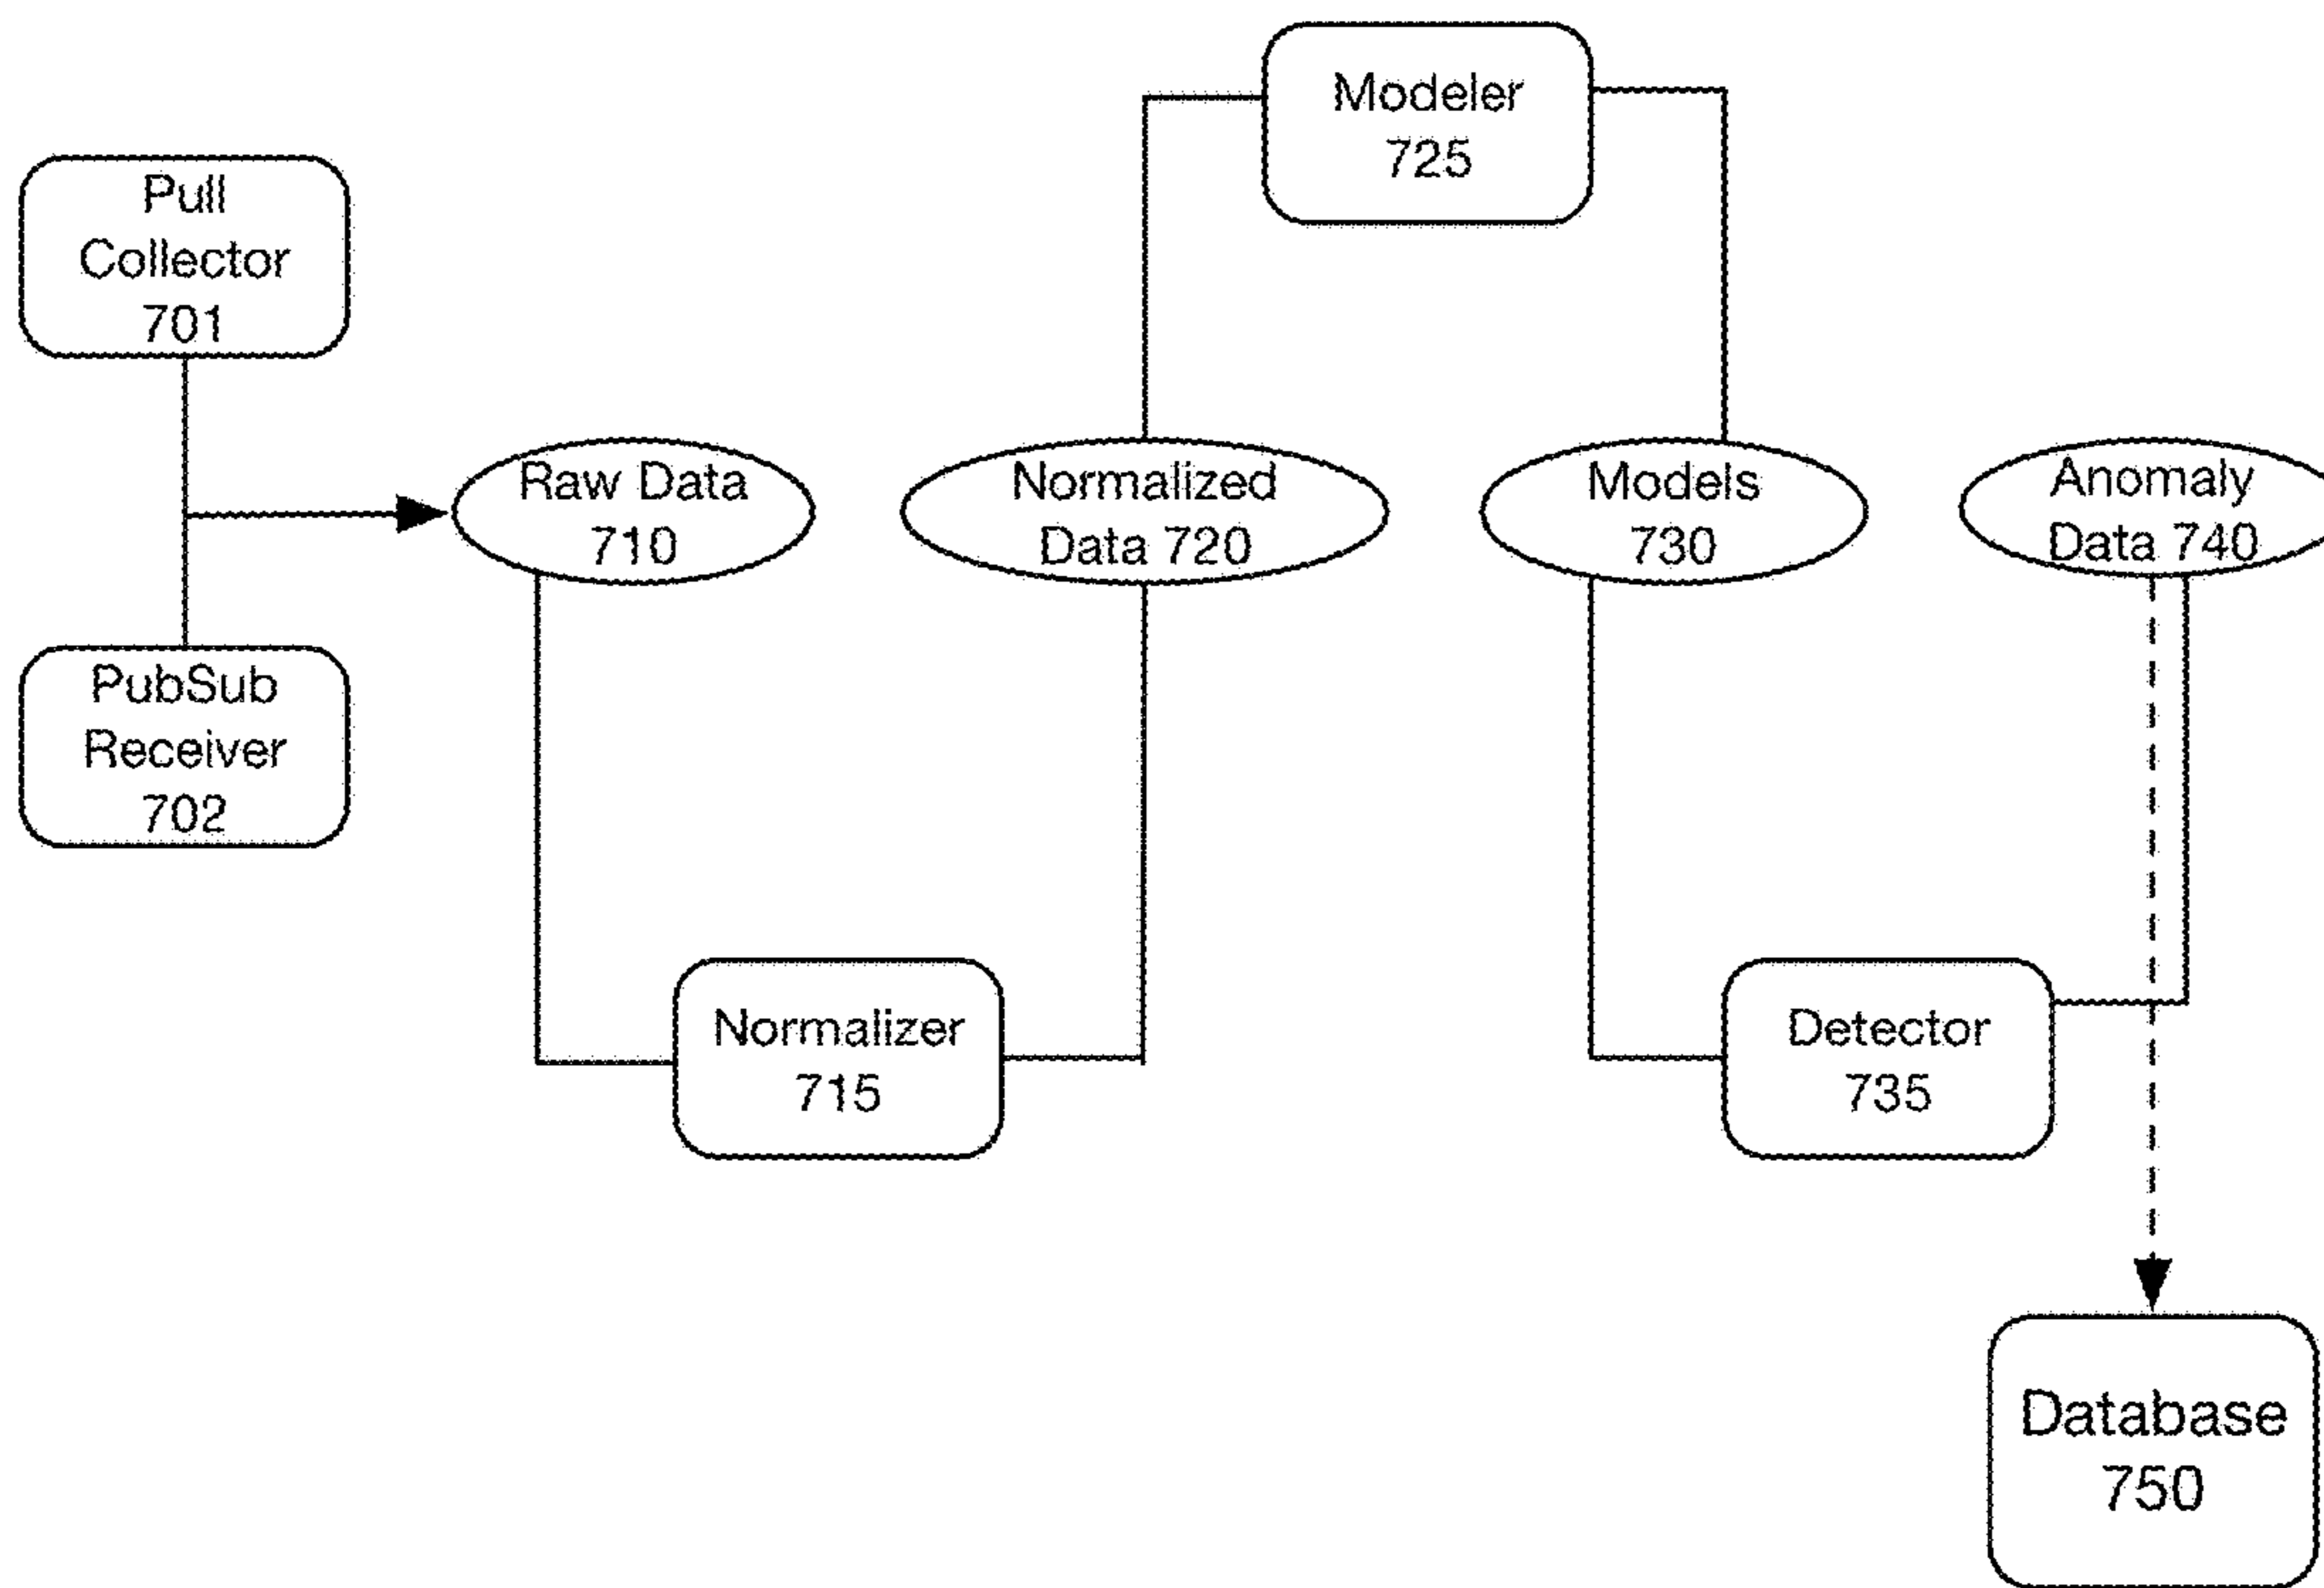 Pull
Collector
701
PubSub
Receiver
702
Raw Data
710
Normalizer
715
Normalized
Data 720
Modeler
725
Models
730
Detector
735
Anomaly
Data 740
Database
750